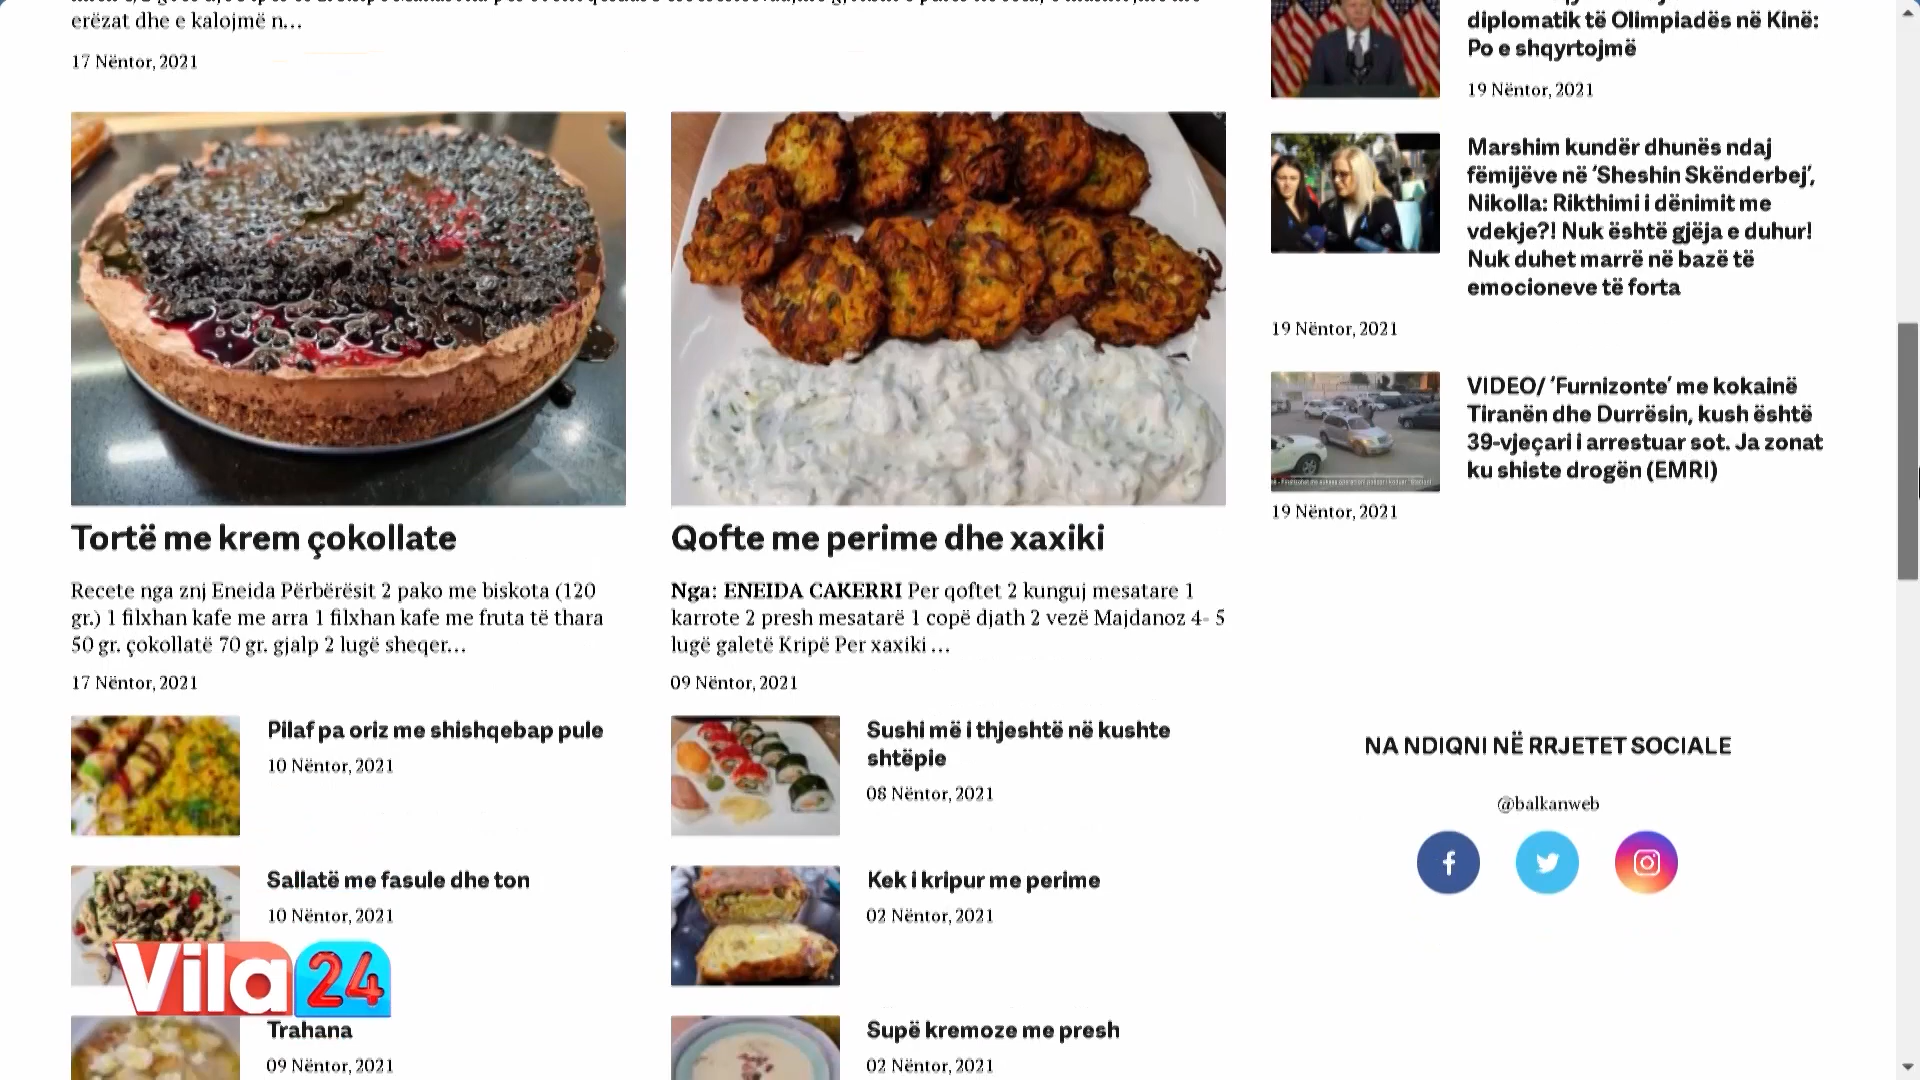 erëzat dhe e kalojmë n...
17 Nëntor, 2021
Tortë me krem çokollate
Recete nga znj Eneida Përbërësit 2 pako me biskota (120
gr.) 1 filxhan kafe me arra 1 filxhan kafe me fruta të thara
50 gr. çokollatë 70 gr. gjalp 2 lugë sheqer...
17 Nëntor, 2021
Pilaf pa oriz me shishqebap pule
10 Nëntor, 2021
Sallatë me fasule dhe ton
10 Nëntor, 2021
Vila 24
Trahana
09 Nëntor, 2021
Qofte me perime dhe xaxiki
Nga: ENEIDA CAKERRI Per qoftet 2 kunguj mesatare 1
karrote 2 presh mesatarë 1 copë djath 2 vezë Majdanoz 4- 5
lugë galetë Kripë Per xaxiki ...
09 Nëntor, 2021
Sushi më i thjeshtë në kushte
shtëpie
08 Nëntor, 2021
Kek i kripur me perime
02 Nëntor, 2021
Supë kremoze me presh
02 Nëntor, 2021
diplomatik të Olimpiadës në Kinë:
Po e shqyrtojmë
19 Nëntor, 2021
Marshim kundër dhunës ndaj
fëmijëve në ‘Sheshin Skënderbej’,
Nikolla: Rikthimi i dënimit me
vdekje?! Nuk është gjëja e duhur!
Nuk duhet marrë në bazë të
emocioneve të forta
19 Nëntor, 2021
VIDEO/ ‘Furnizonte’ me kokainë
Tiranën dhe Durrësin, kush është
39-vjeçari i arrestuar sot. Ja zonat
ku shiste drogën (EMRI)
19 Nëntor, 2021
NA NDIQNI NË RRJETET SOCIALE
@balkanweb